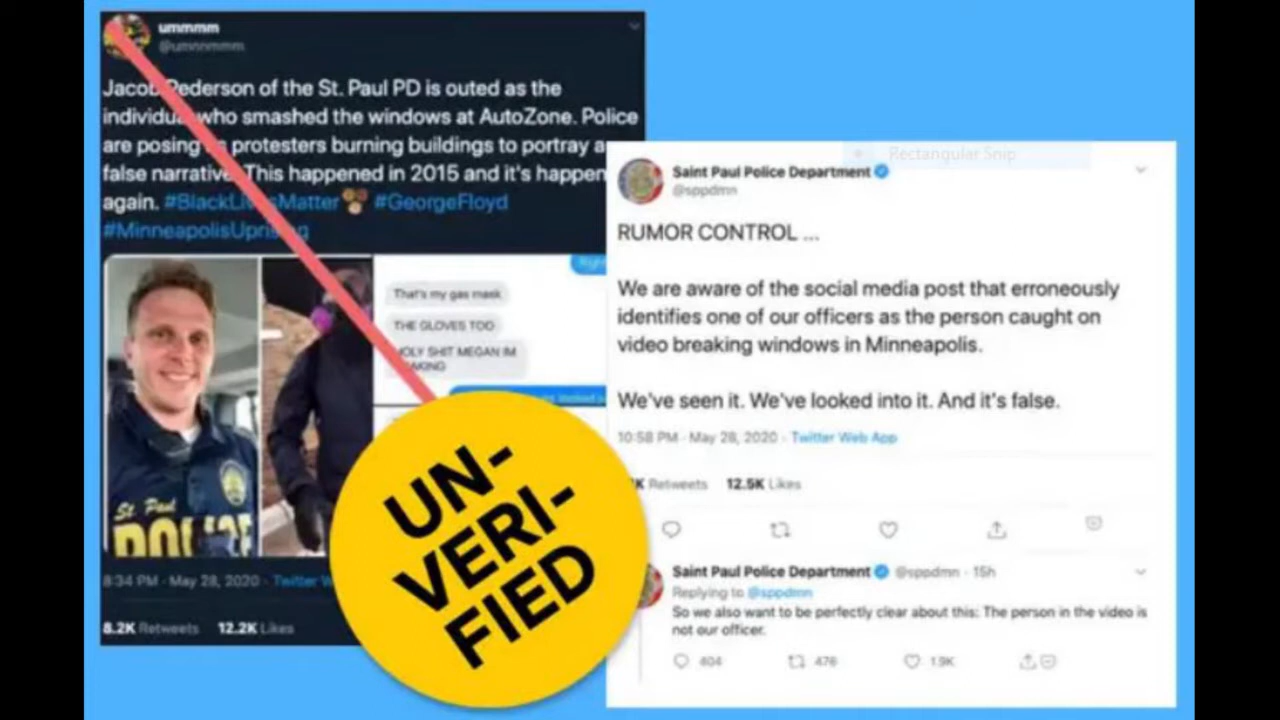 ummmm
@umnnmmm
Jacob Pederson of the St. Paul PD is outed as the
individual who smashed the windows at AutoZone. Police
are posing protesters burning buildings to portray a
false narrative. This happened in 2015 and it's happen
again. #BlackLivesMatter #GeorgeFloyd
#MinneapolisUprising
That's my gas mask
THE GLOVES TOO
HOLY SHIT MEGAN IM
St. Paul
POLICE
8:34 PM · May 28, 2020 · Twitter W
8.2K Retweets 12.2K Likes
UN-
VERI-
FIED
Rectangular Snip
Saint Paul Police Department
@sppdmn
RUMOR CONTROL ...
We are aware of the social media post that erroneously
identifies one of our officers as the person caught on
video breaking windows in Minneapolis.
We've seen it. We've looked into it. And it's false.
10:58 PM · May 28, 2020 · Twitter Web App
K Retweets 12.5K Likes
Saint Paul Police Department @sppdmn · 15h
Replying to @sppdmn
So we also want to be perfectly clear about this: The person in the video is
not our officer.
404 476 1.9K